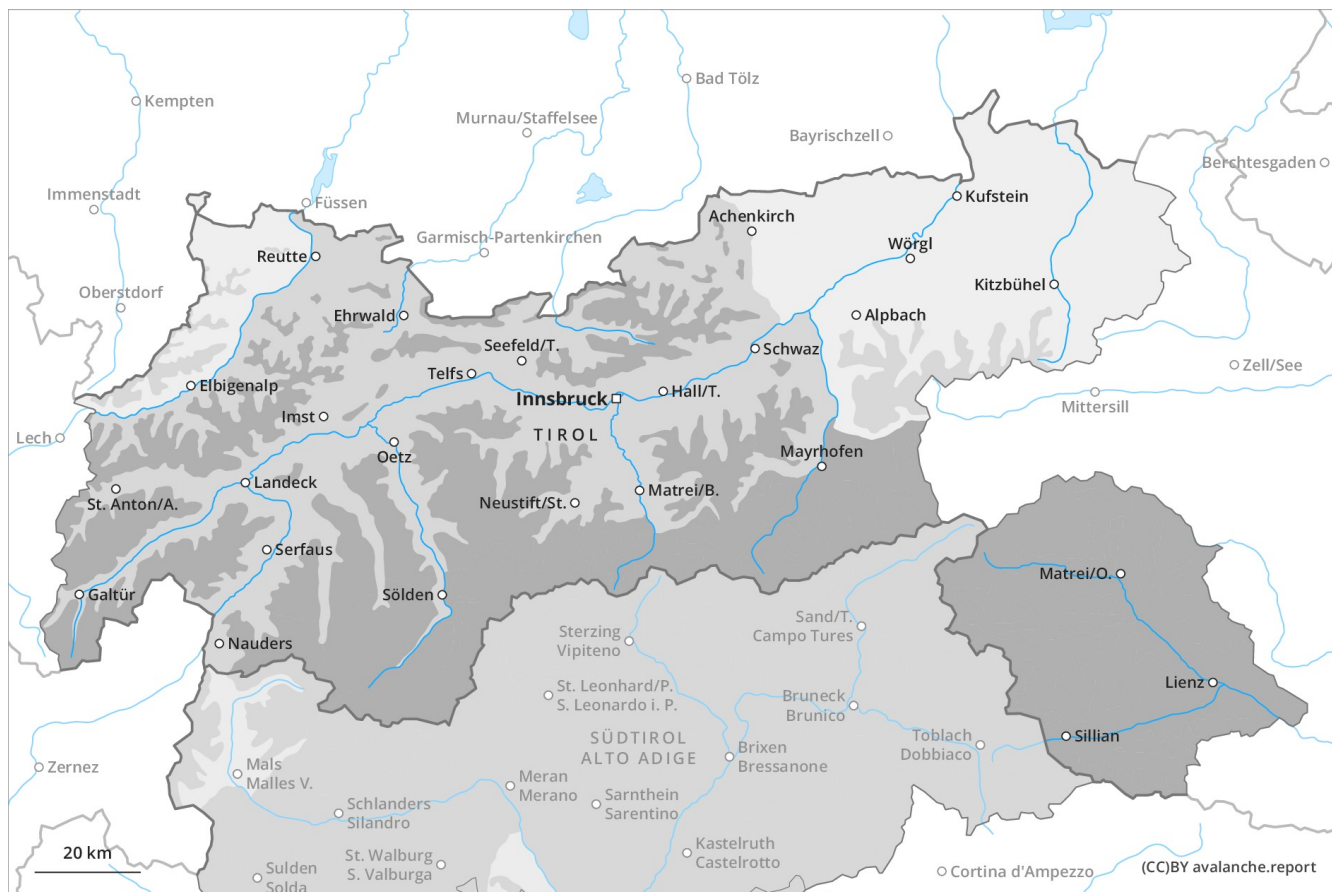 Kempten
Bad Tölz
Murnau/Staffelsee
Bayrischzell
Berchtesgaden
Immenstadt
Füssen
Kufstein
Achenkirch
Garmisch-Partenkirchen
Reutte
Wörgl
Oberstdorf
Kitzbühel
Ehrwald
Alpbach
Seefeld/T.
Schwaz
Zell/See
Telfs
Elbigenalp
Hall/T.
Innsbruck
Mittersill
Imst
Lech
TIROL
Oetz
Mayrhofen
Landeck
Matrei/B.
St. Anton/A.
Neustift/St.
Serfaus
Matrei/O.
Galtür
Sölden
Sand/T.
Campo Tures
Sterzing
Vipiteno
Nauders
Lienz
St. Leonhard/P.
S. Leonardo i. P.
Bruneck
Brunico
Toblach
Dobbiaco
Sillian
SÜDTIROL
ALTO ADIGE
Brixen
Bressanone
Zernez
Mals
Malles V.
Meran
Merano
Schlanders
Silandro
Sarnthein
Sarentino
Kastelruth
Castelrotto
20 km
St. Walburg
S. Valburga
Sulden
Solda
Cortina d'Ampezzo
(CC)BY avalanche.report